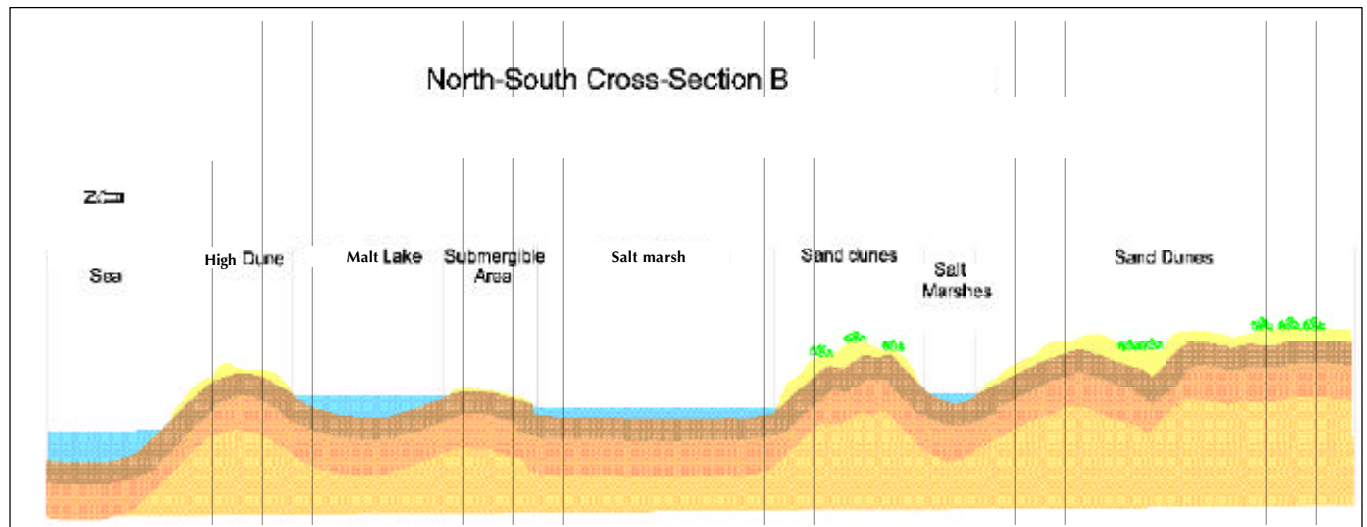 North-South Cross-Section B
Z
Sea
High Dune
Malt Lake
Submergible
Area
Salt marsh
Sand dunes
Salt
Marshes
Sand Dunes